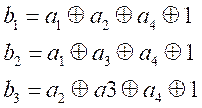 b₁ = a₁ ⊕ a₂ ⊕ a₄ ⊕ 1
b₂ = a₁ ⊕ a₃ ⊕ a₄ ⊕ 1
b₃ = a₂ ⊕ a3 ⊕ a₄ ⊕ 1